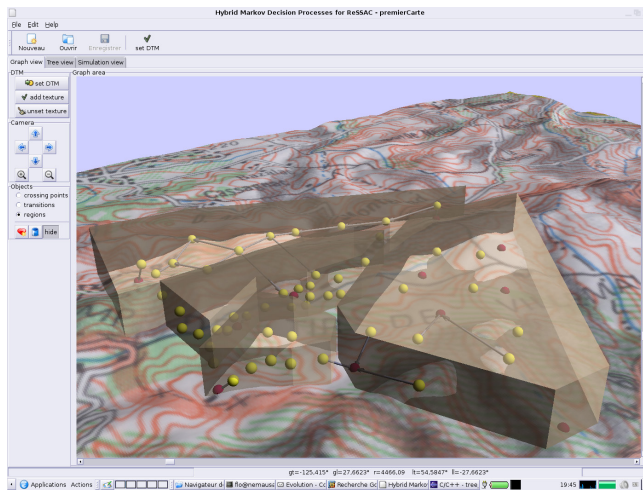 Hybrid Markov Decision Processes for ReSSAC - premierCarte
File Edit Help
Nouveau Ouvrir Enregistrer set DTM
Graph view Tree view Simulation view
DTM
Graph area
set DTM
add texture
unset texture
Camera
Objects
crossing points
transitions
regions
hide
gt=-125,415° gl=27,6623° r=4466,09 lt=54,5847° ll=-27,6623°
Applications Actions Navigateur d flo@nemauss Evolution - Co Recherche Go Hybrid Markov C/C++ - tree_ 19:45